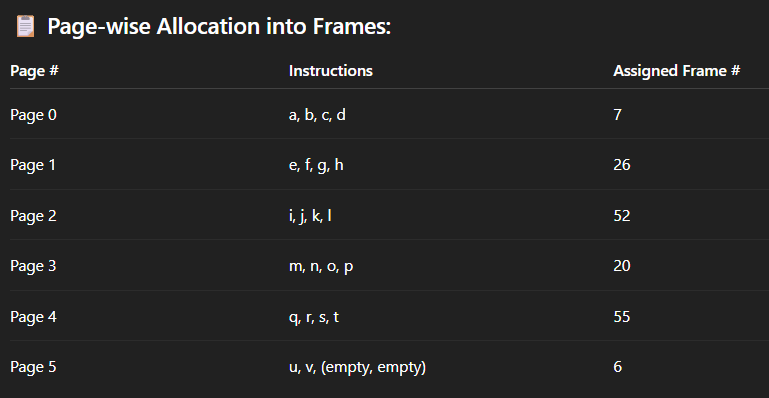 Page-wise Allocation into Frames:
Page # Instructions Assigned Frame #
Page 0 a, b, c, d 7
Page 1 e, f, g, h 26
Page 2 i, j, k, l 52
Page 3 m, n, o, p 20
Page 4 q, r, s, t 55
Page 5 u, v, (empty, empty) 6